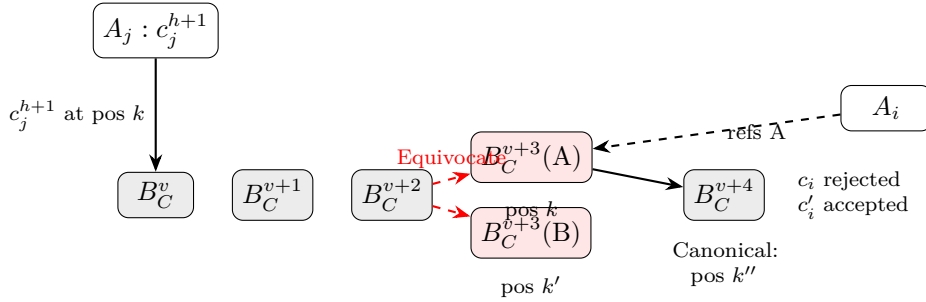 $A_j : c_j^{h+1}$
$c_j^{h+1}$ at pos $k$
$A_i$
refs A
Equivocate
$B_C^{v+3}$(A)
$B_C^v$
$B_C^{v+1}$
$B_C^{v+2}$
$B_C^{v+4}$
$c_i$ rejected
$c_i'$ accepted
pos $k$
$B_C^{v+3}$(B)
Canonical:
pos $k''$
pos $k'$